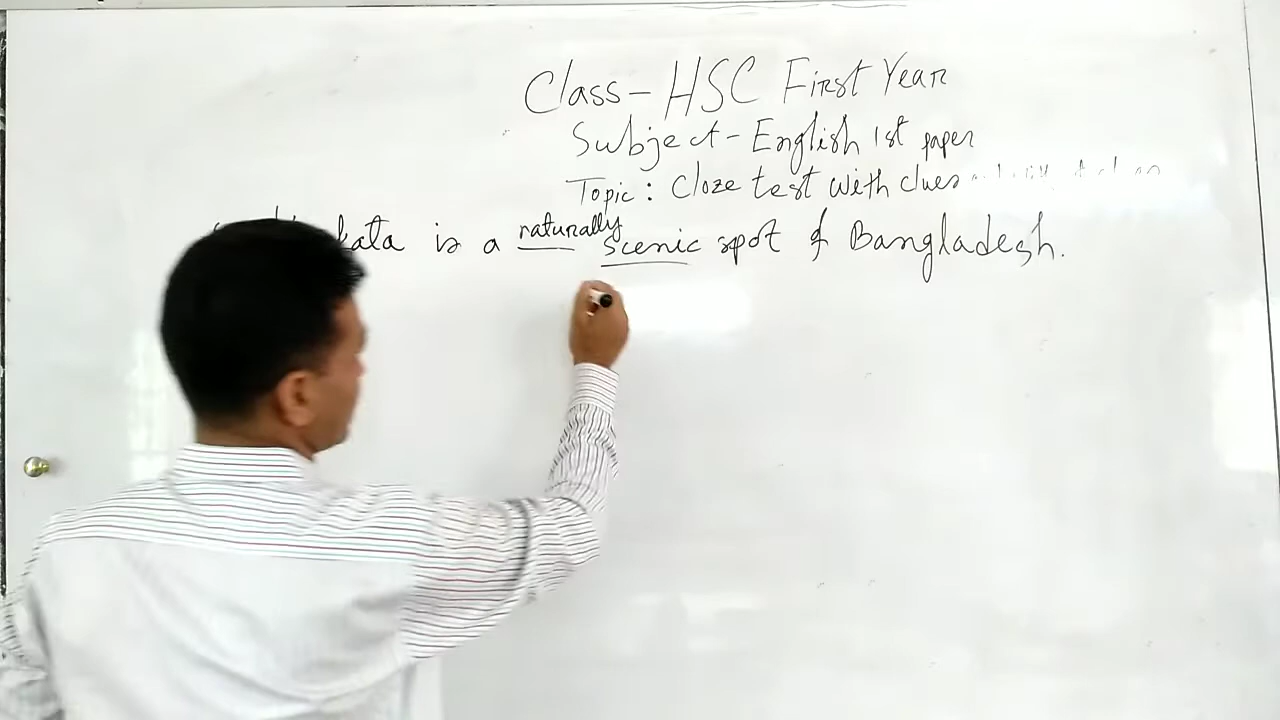 Class- HSC First Year
Subject- English 1st paper
Topic: Cloze test with clues
is a naturally scenic spot of Bangladesh.